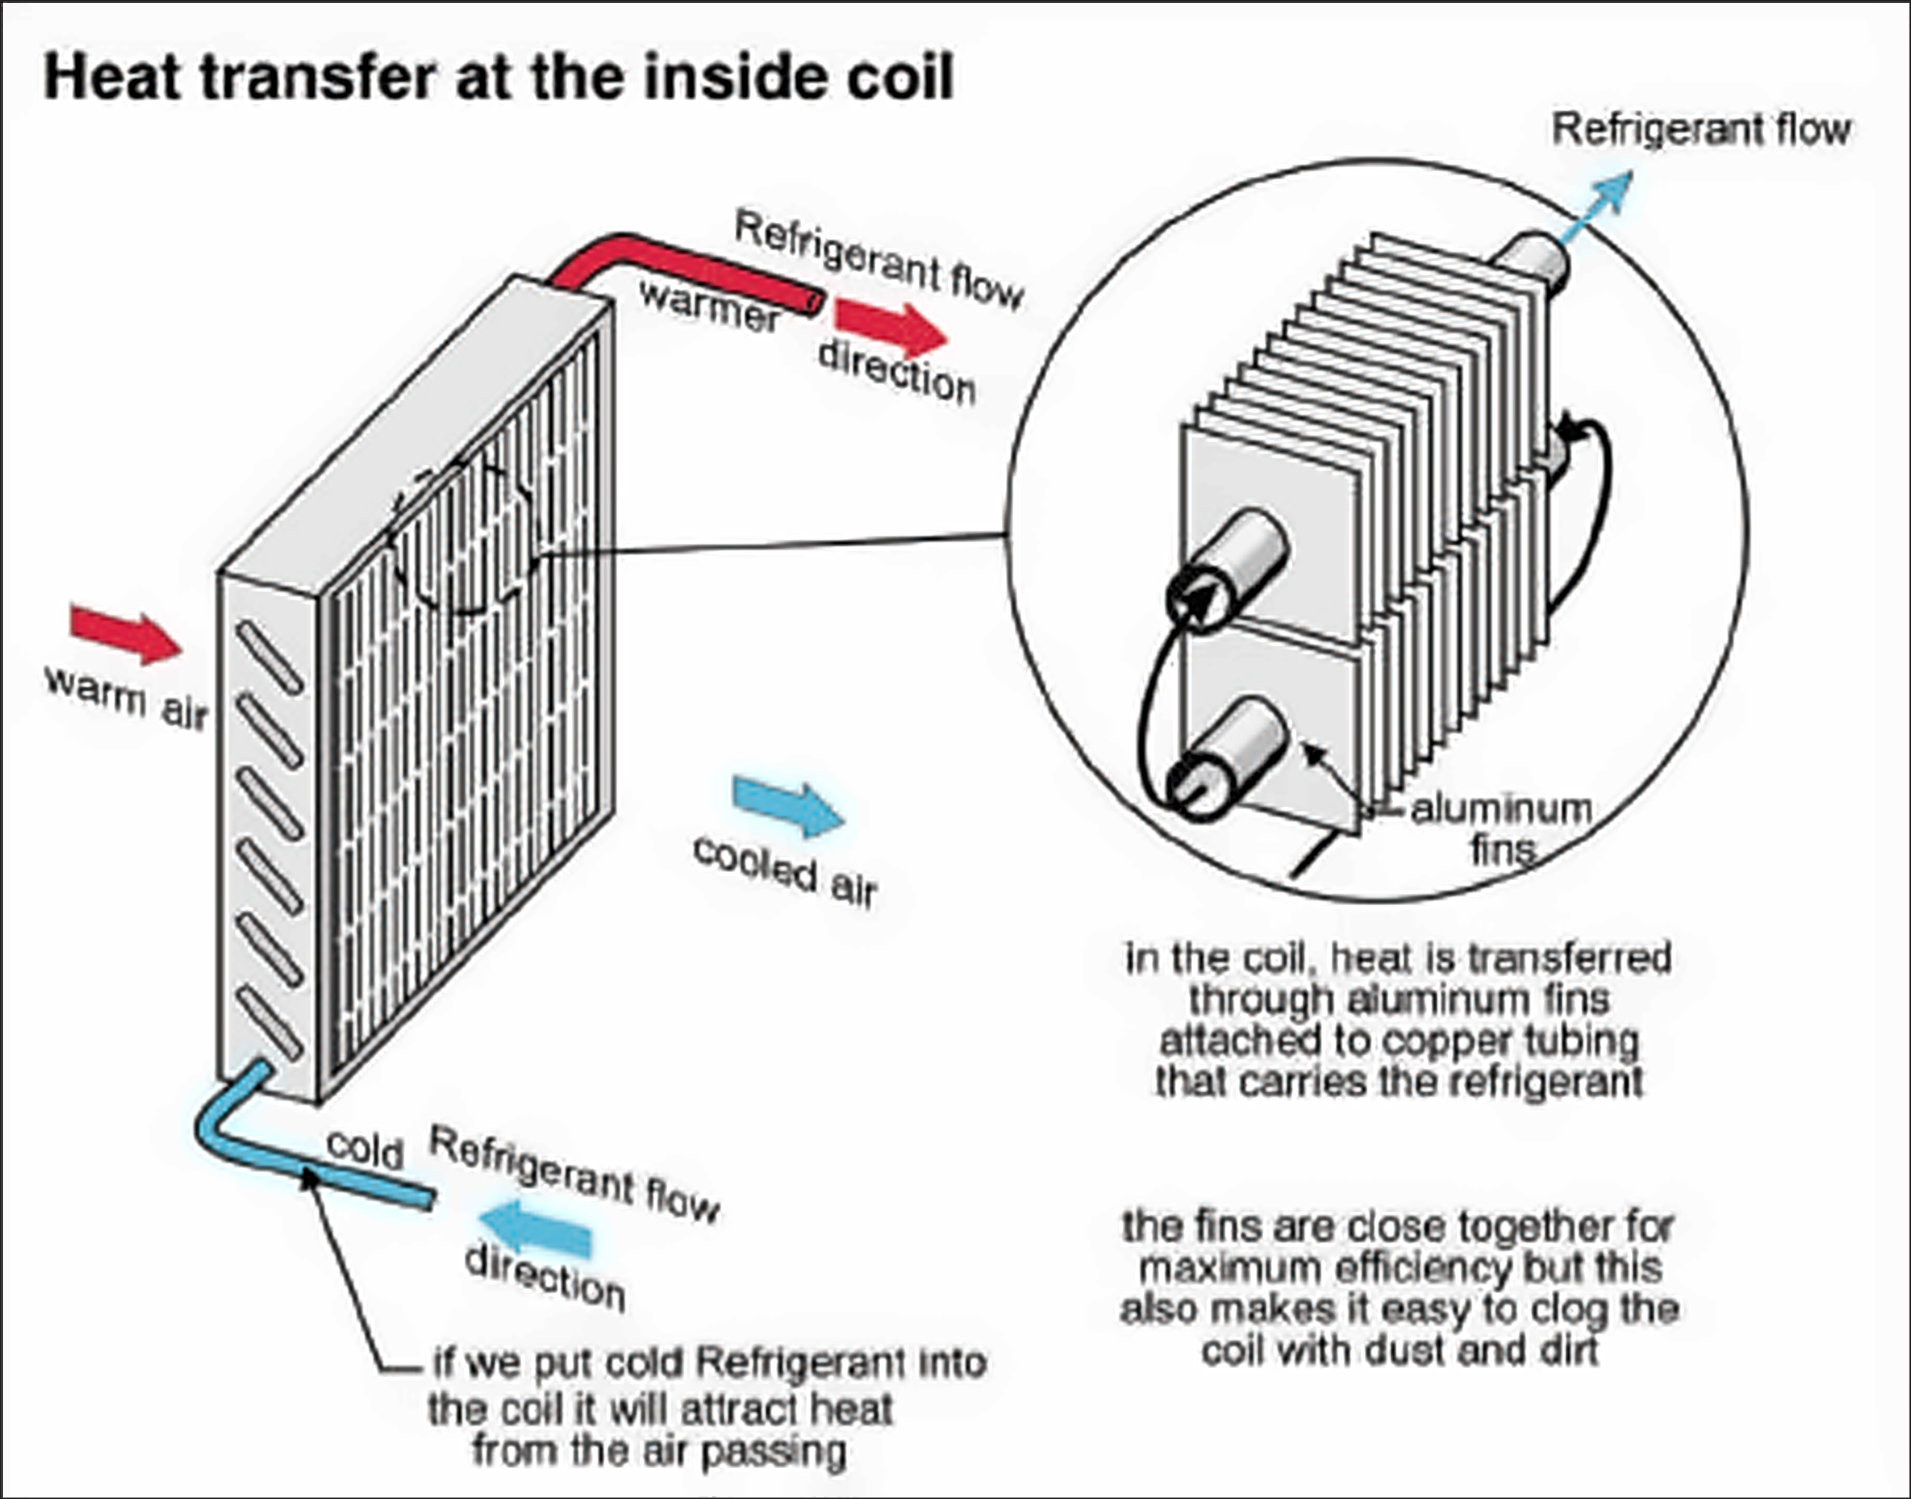 Heat transfer at the inside coil
Refrigerant flow
Refrigerant flow
warmer
direction
warm air
cooled air
aluminum
fins
in the coil, heat is transferred
through aluminum fins
attached to copper tubing
that carries the refrigerant
cold
Refrigerant flow
direction
the fins are close together for
maximum efficiency but this
also makes it easy to clog the
coil with dust and dirt
if we put cold Refrigerant into
the coil it will attract heat
from the air passing